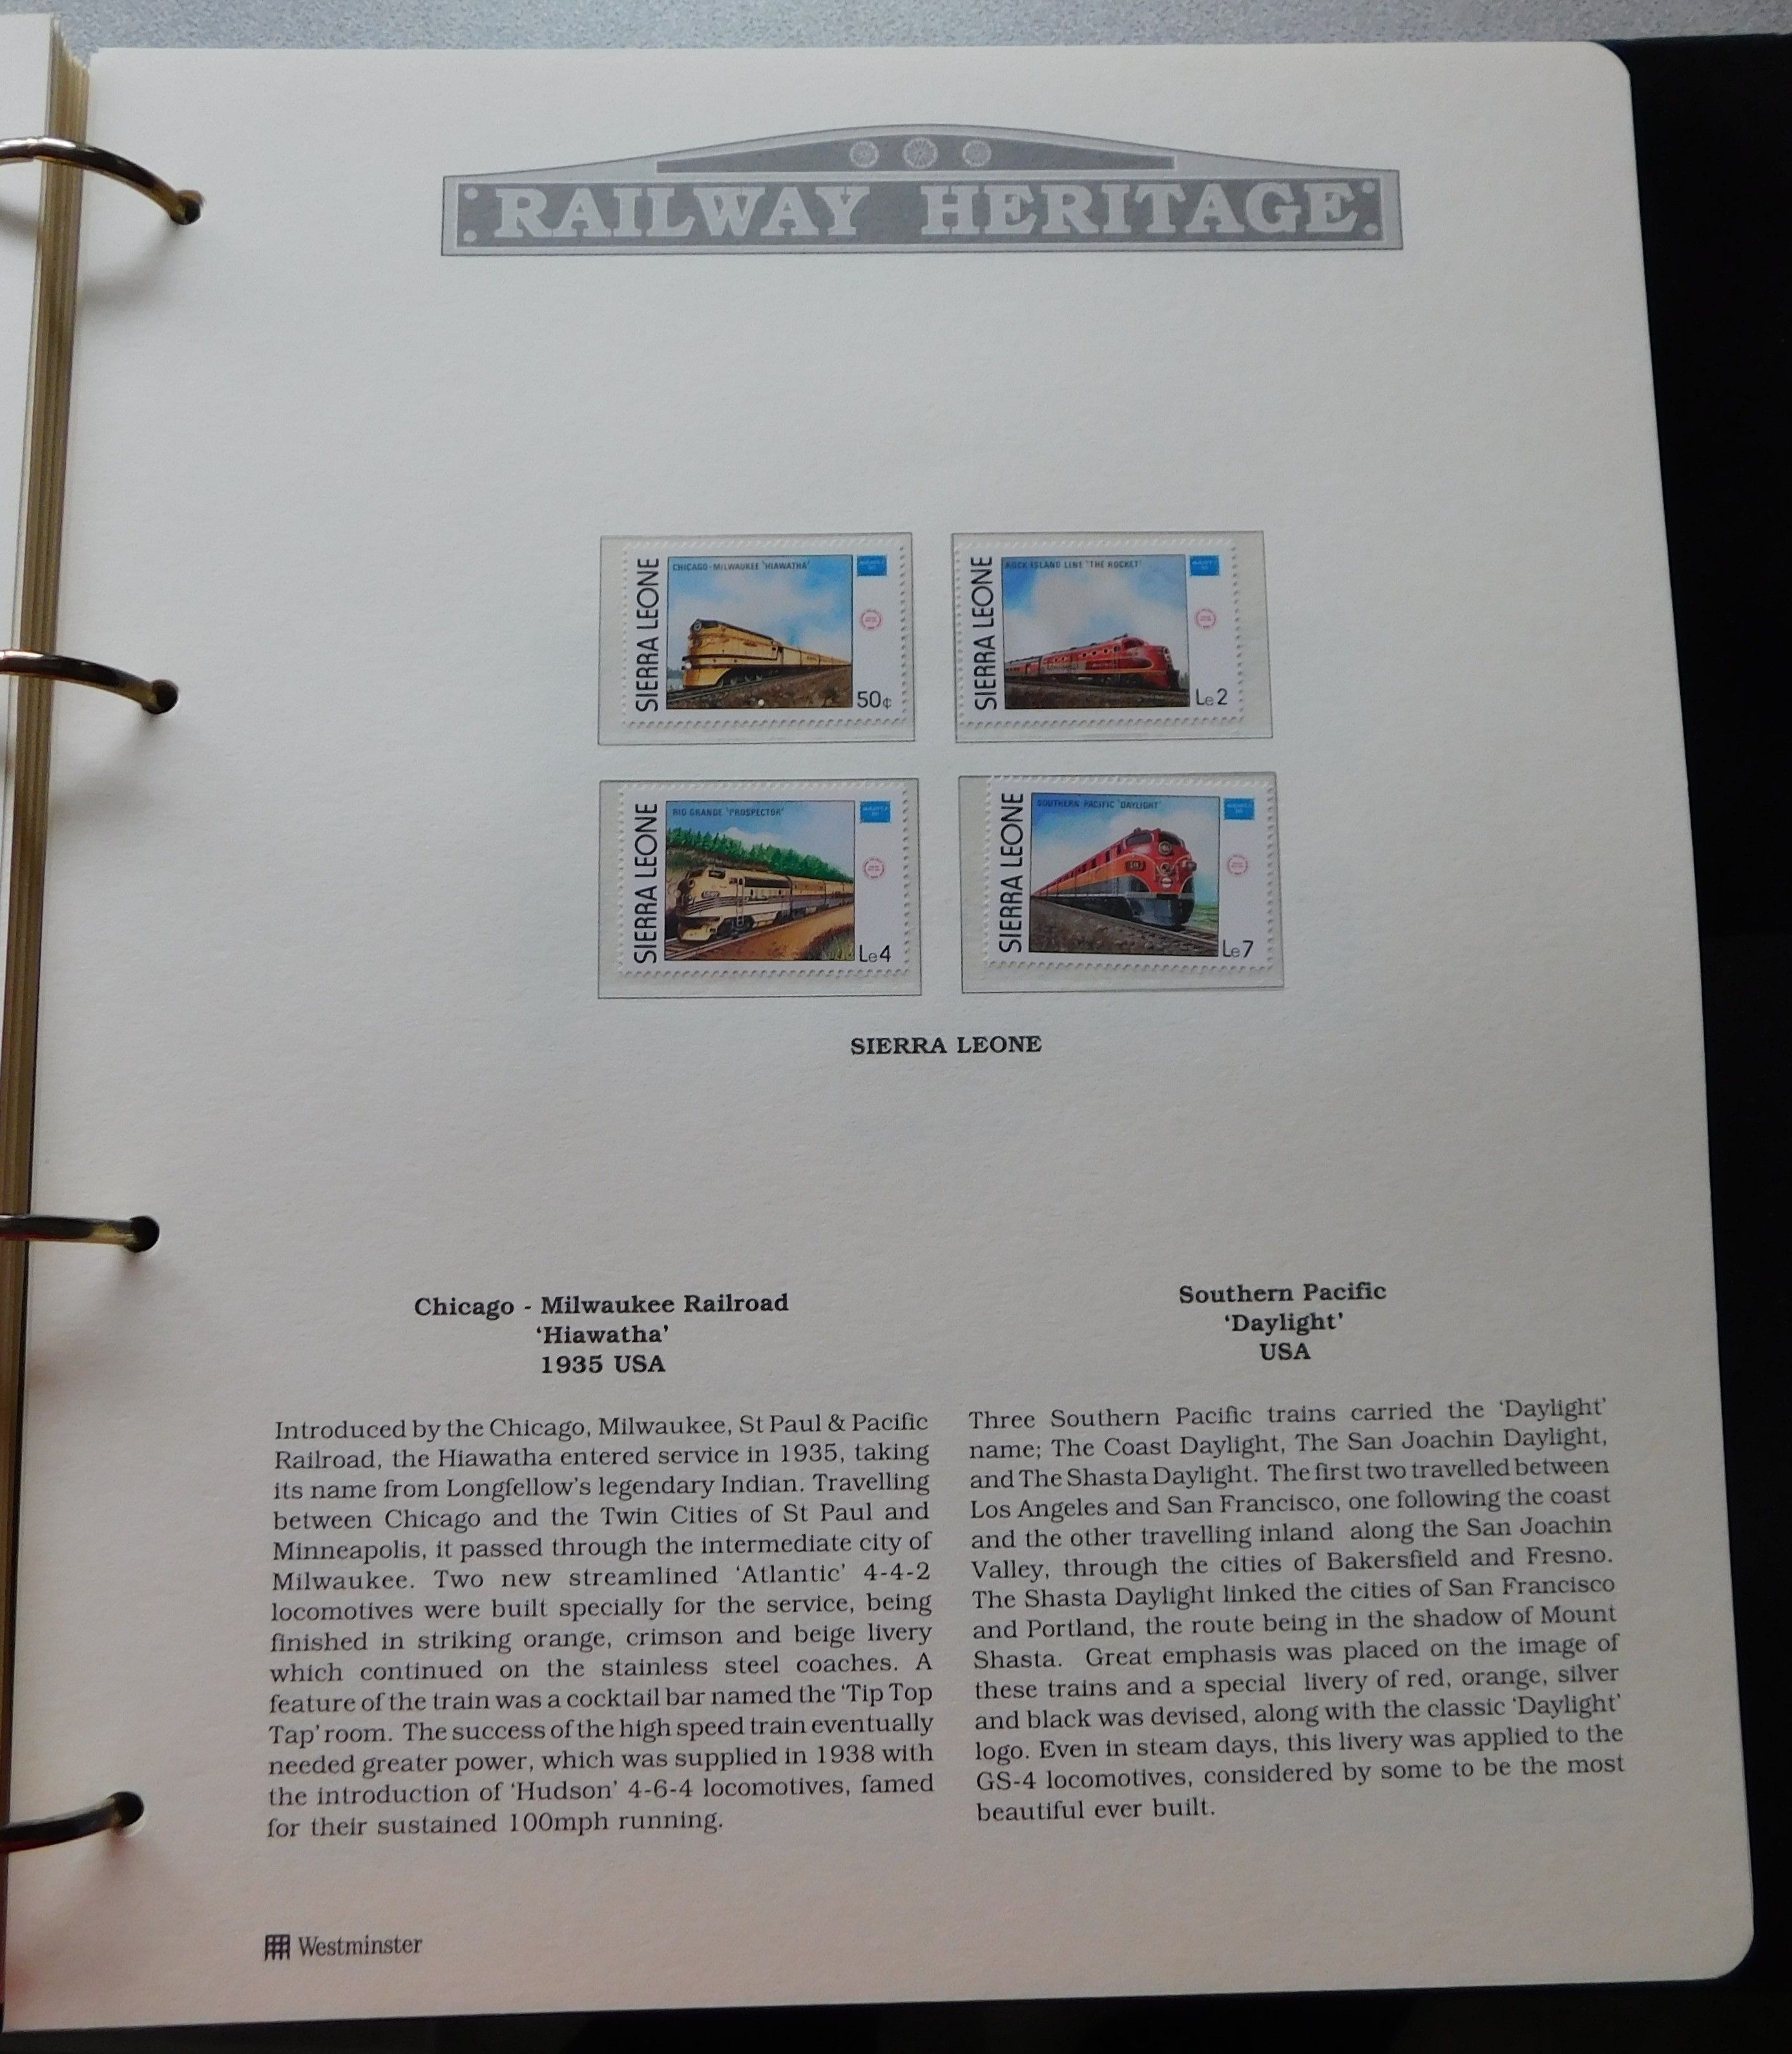 RAILWAY HERITAGE
SIERRA LEONE
CHICAGO-MILWAUKEE 'HIAWATHA'
50¢
SIERRA LEONE
ROCK ISLAND LINE 'THE ROCKET'
Le2
SIERRA LEONE
RIO GRANDE 'PROSPECTOR'
Le4
SIERRA LEONE
SOUTHERN PACIFIC 'DAYLIGHT'
Le7
SIERRA LEONE
Chicago - Milwaukee Railroad
‘Hiawatha’
1935 USA
Introduced by the Chicago, Milwaukee, St Paul & Pacific
Railroad, the Hiawatha entered service in 1935, taking
its name from Longfellow’s legendary Indian. Travelling
between Chicago and the Twin Cities of St Paul and
Minneapolis, it passed through the intermediate city of
Milwaukee. Two new streamlined ‘Atlantic’ 4-4-2
locomotives were built specially for the service, being
finished in striking orange, crimson and beige livery
which continued on the stainless steel coaches. A
feature of the train was a cocktail bar named the ‘Tip Top
Tap’ room. The success of the high speed train eventually
needed greater power, which was supplied in 1938 with
the introduction of ‘Hudson’ 4-6-4 locomotives, famed
for their sustained 100mph running.
Southern Pacific
‘Daylight’
USA
Three Southern Pacific trains carried the ‘Daylight’
name; The Coast Daylight, The San Joachin Daylight,
and The Shasta Daylight. The first two travelled between
Los Angeles and San Francisco, one following the coast
and the other travelling inland along the San Joachin
Valley, through the cities of Bakersfield and Fresno.
The Shasta Daylight linked the cities of San Francisco
and Portland, the route being in the shadow of Mount
Shasta. Great emphasis was placed on the image of
these trains and a special livery of red, orange, silver
and black was devised, along with the classic ‘Daylight’
logo. Even in steam days, this livery was applied to the
GS-4 locomotives, considered by some to be the most
beautiful ever built.
Westminster